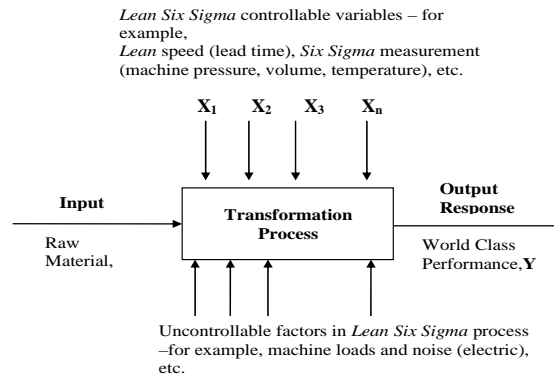 Lean Six Sigma controllable variables – for
example,
Lean speed (lead time), Six Sigma measurement
(machine pressure, volume, temperature), etc.
X1 X2 X3 Xn
Input
Raw
Material,
Transformation
Process
Output
Response
World Class
Performance,Y
Uncontrollable factors in Lean Six Sigma process
–for example, machine loads and noise (electric),
etc.